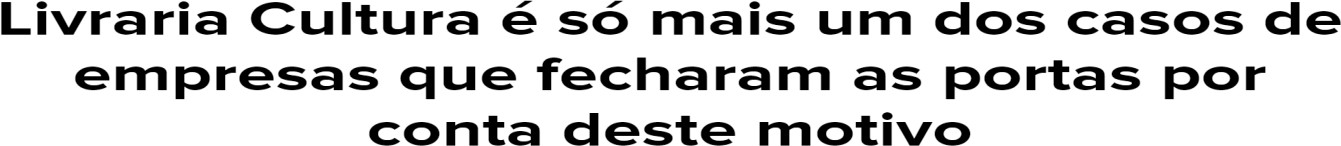 Livraria Cultura é só mais um dos casos de
empresas que fecharam as portas por
conta deste motivo